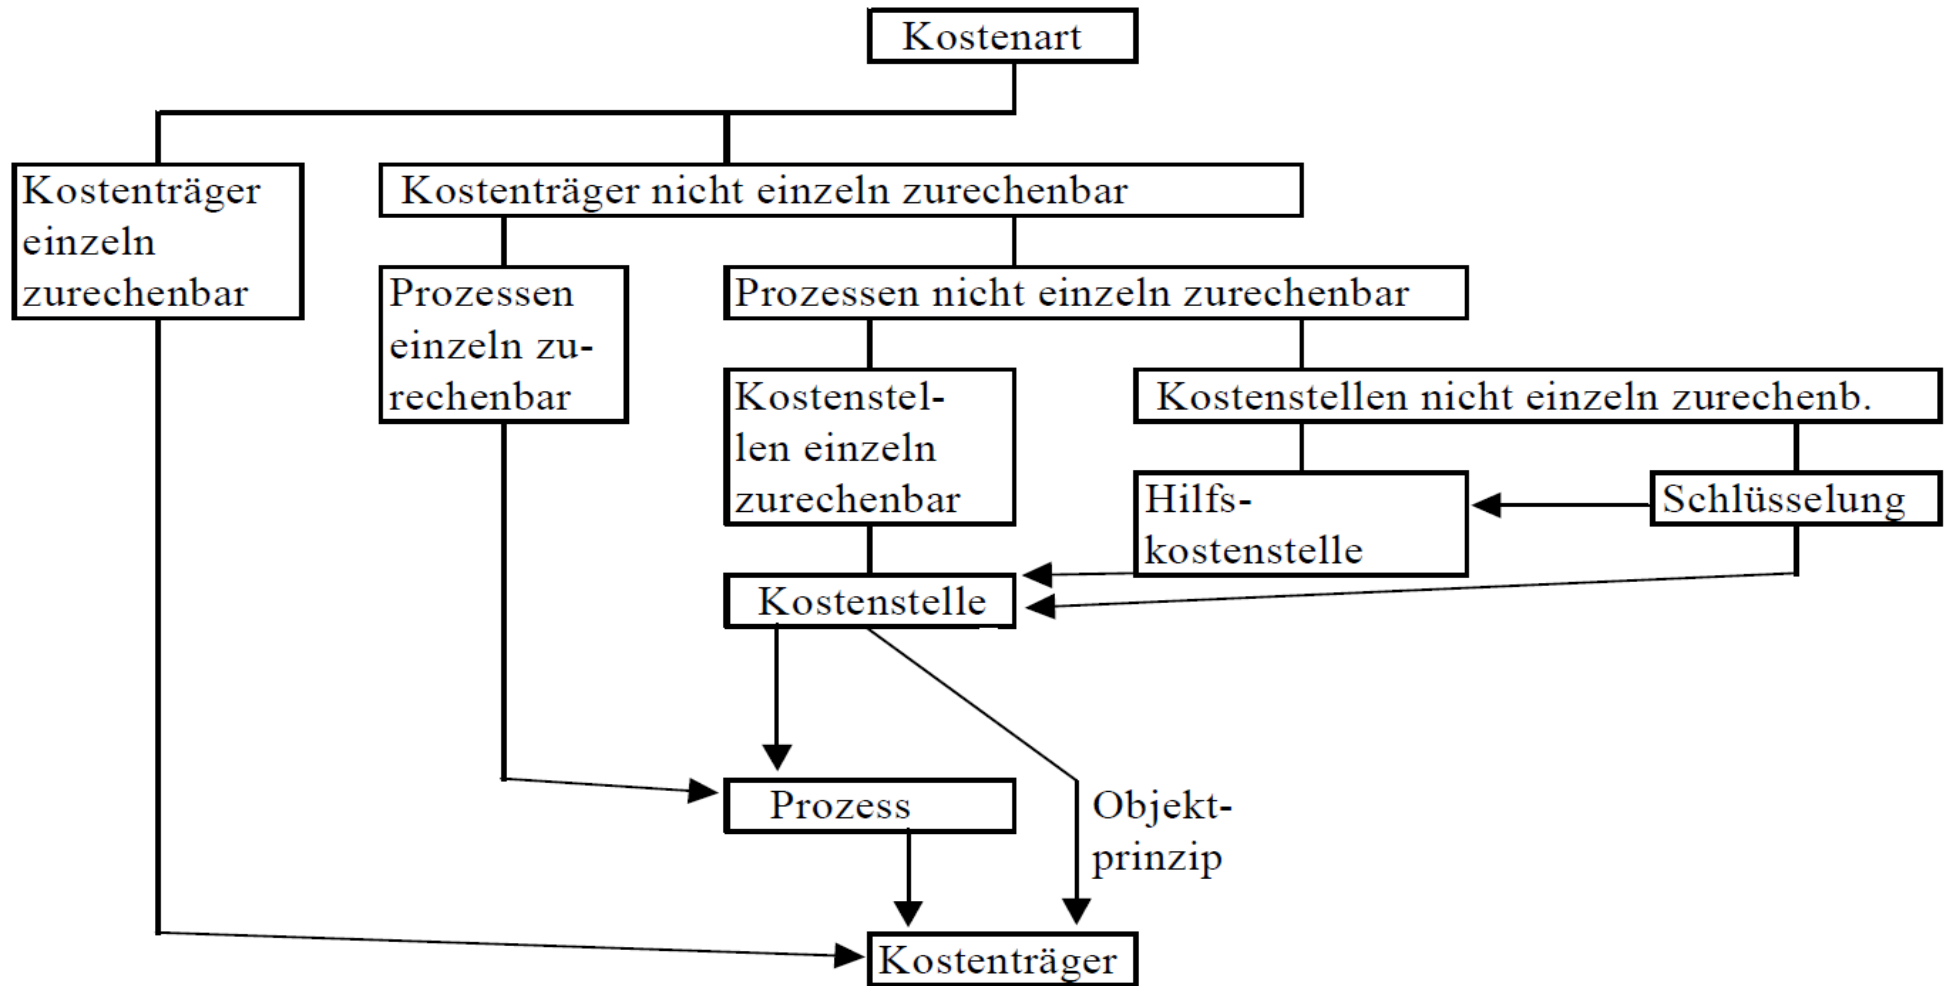 Kostenart
Kostenträger
einzeln
zurechenbar
Kostenträger nicht einzeln zurechenbar
Prozessen
einzeln zu-
rechenbar
Prozessen nicht einzeln zurechenbar
Kostenstel-
len einzeln
zurechenbar
Kostenstellen nicht einzeln zurechenb.
Hilfs-
kostenstelle
Schlüsselung
Kostenstelle
Prozess
Objekt-
prinzip
Kostenträger